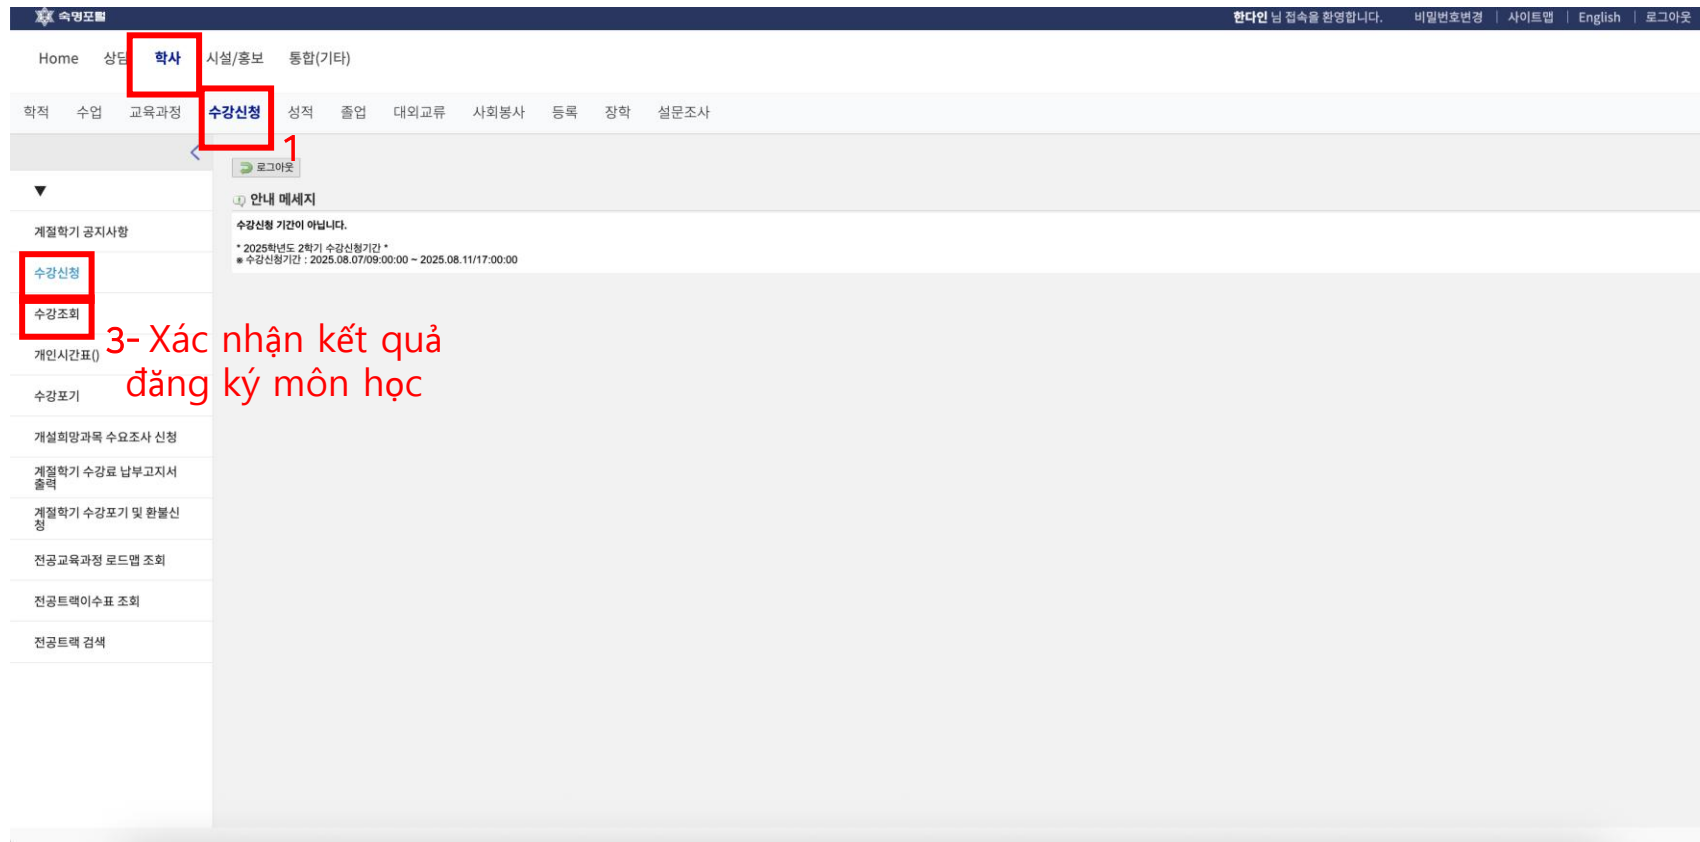 숙명포털
한다인 님 접속을 환영합니다. 비밀번호변경 | 사이트맵 | English | 로그아웃
Home 상담 학사 시설/홍보 통합(기타)
학적 수업 교육과정 수강신청 성적 졸업 대외교류 사회봉사 등록 장학 설문조사
1
로그아웃
▼
안내 메세지
계절학기 공지사항
수강신청 기간이 아닙니다.
* 2025학년도 2학기 수강신청기간 *
※ 수강신청기간 : 2025.08.07/09:00:00 ~ 2025.08.11/17:00:00
수강신청
수강조회
3- Xác nhận kết quả
đăng ký môn học
개인시간표()
수강포기
개설희망과목 수요조사 신청
계절학기 수강료 납부고지서
출력
계절학기 수강포기 및 환불신
청
전공교육과정 로드맵 조회
전공트랙이수표 조회
전공트랙 검색